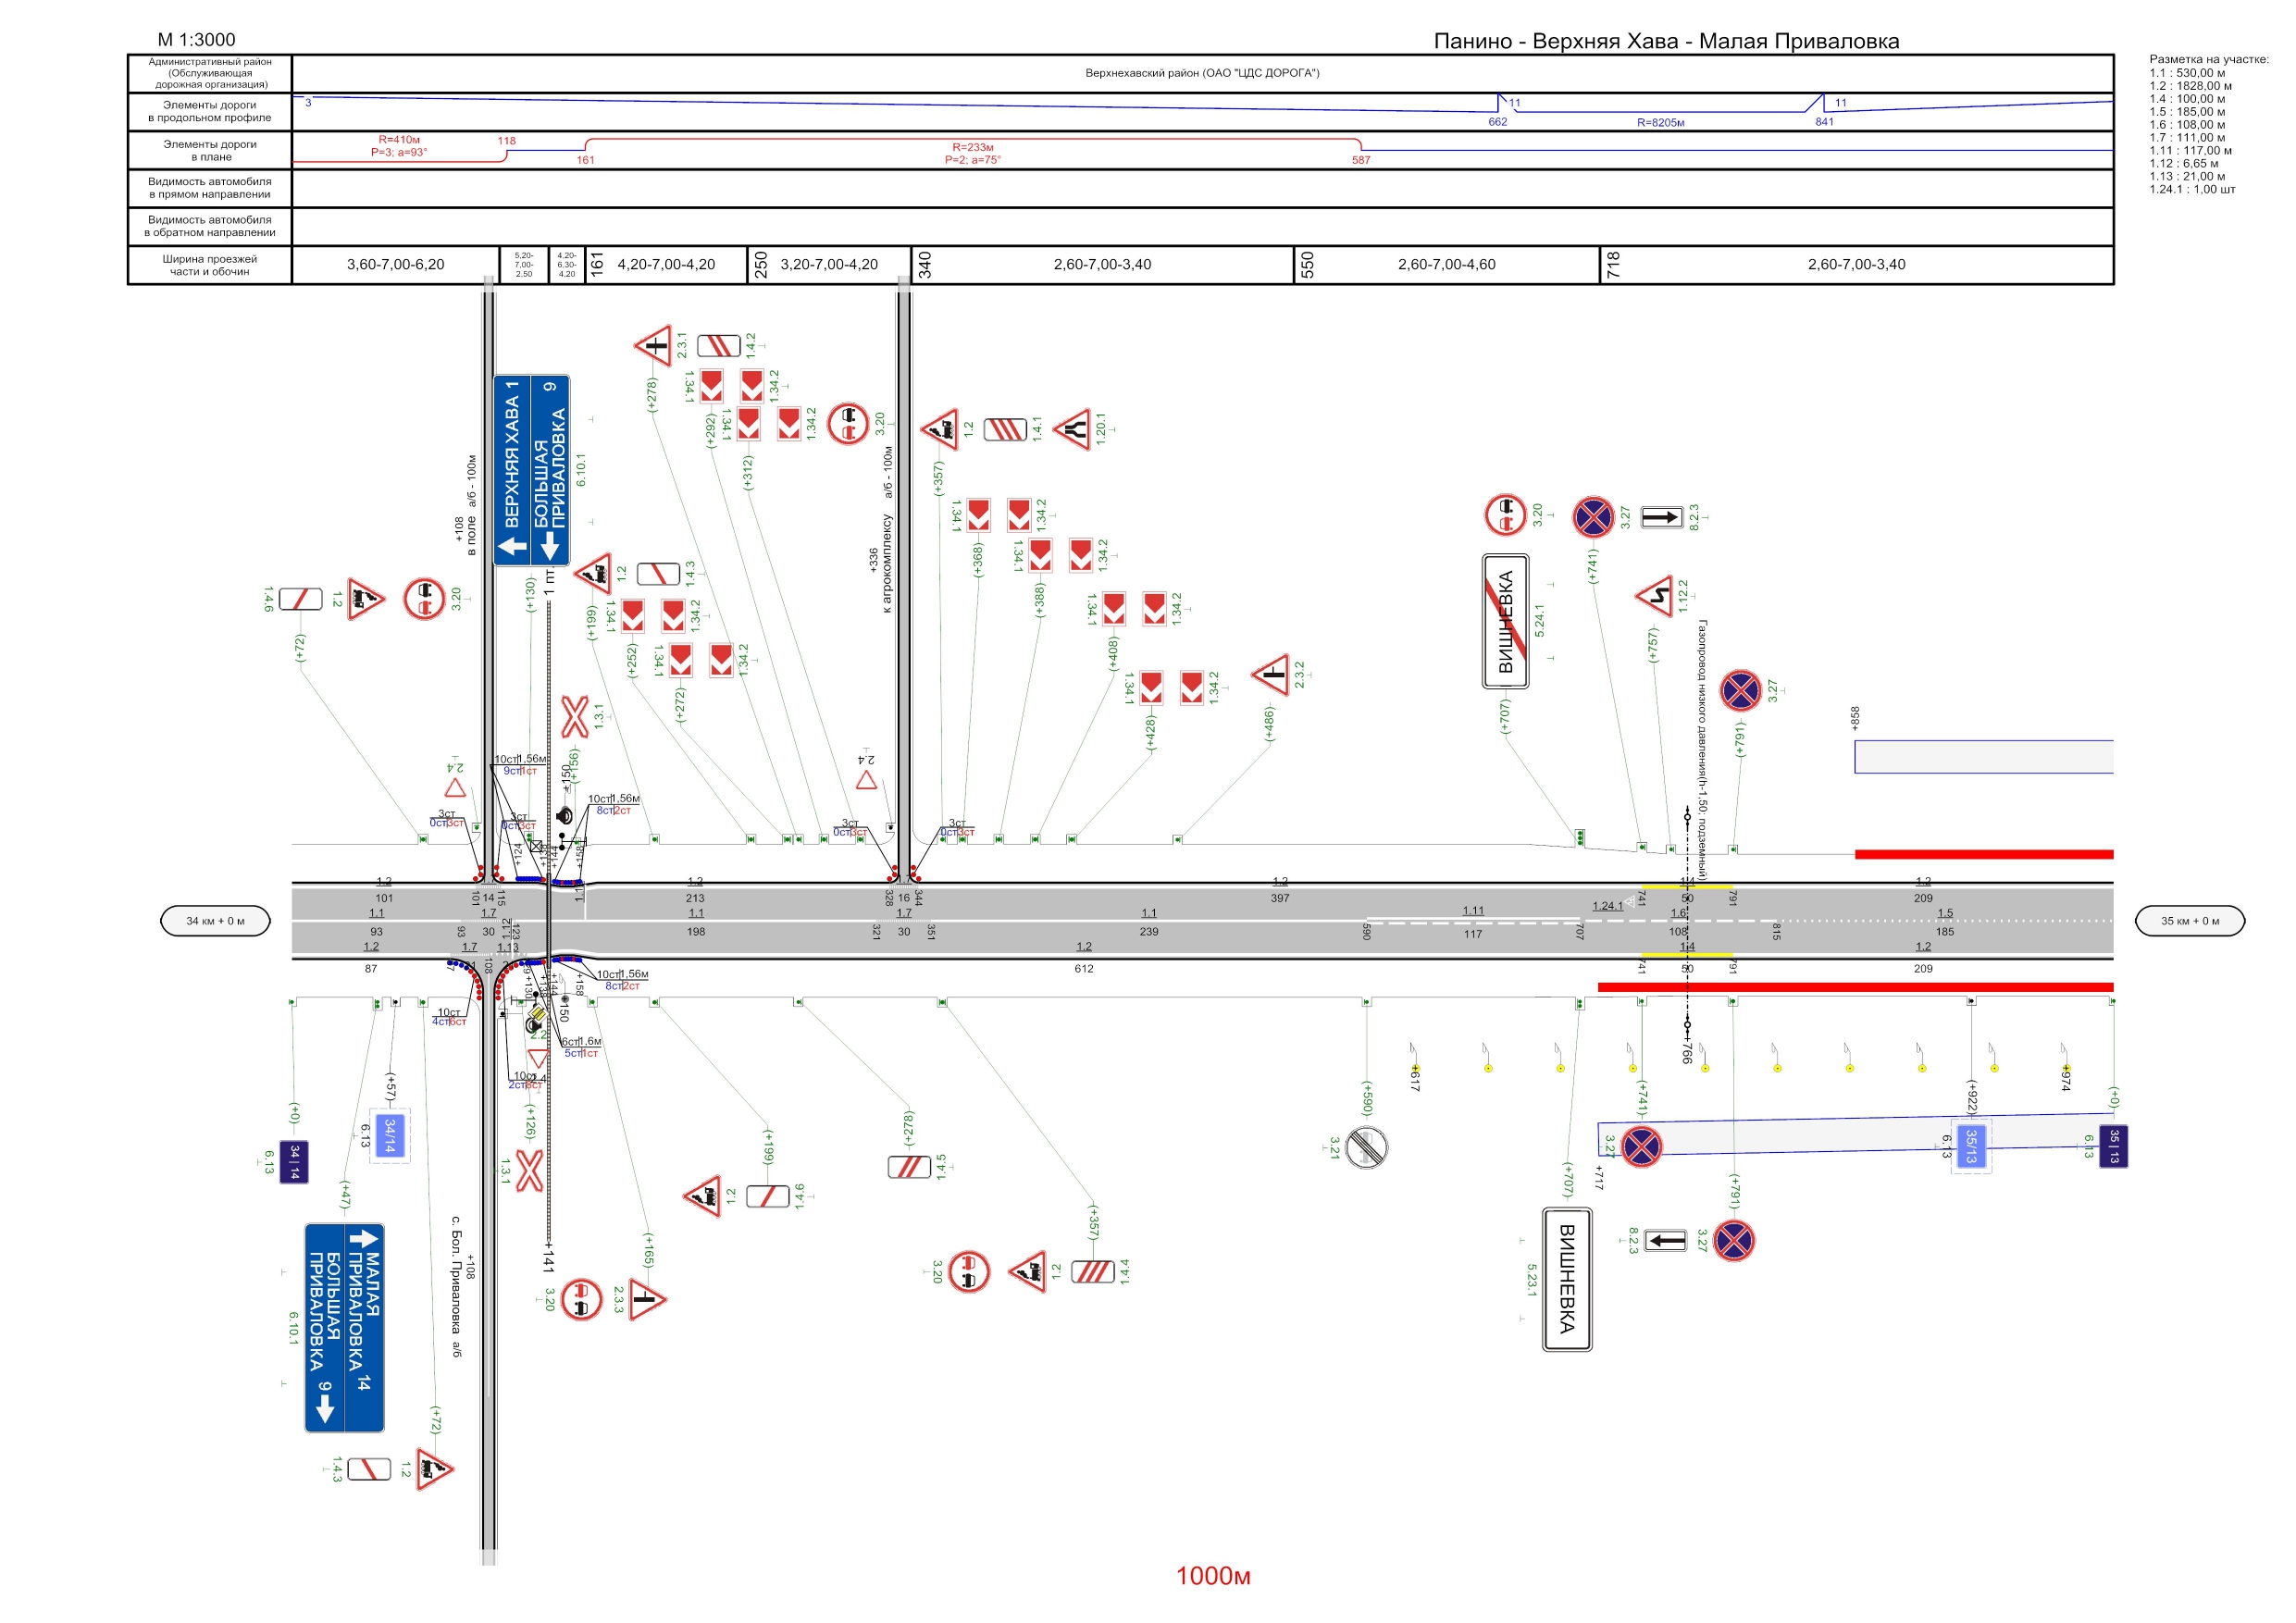 М 1:3000
Панино - Верхняя Хава - Малая Приваловка
Административный район
(Обслуживающая
дорожная организация)
Верхнехавский район (ОАО "ЦДС ДОРОГА")
Элементы дороги
в продольном профиле
3
11
662
R=8205м
11
841
Элементы дороги
в плане
R=410м
P=3; a=93°
118
161
R=233м
P=2; a=75°
587
Видимость автомобиля
в прямом направлении
Видимость автомобиля
в обратном направлении
Ширина проезжей
части и обочин
3,60-7,00-6,20
5,20-
7,00-
2,50
4,20-
6,30-
4,20
161
4,20-7,00-4,20
250
3,20-7,00-4,20
340
2,60-7,00-3,40
550
2,60-7,00-4,60
718
2,60-7,00-3,40
Разметка на участке:
1.1 : 530,00 м
1.2 : 1828,00 м
1.4 : 100,00 м
1.5 : 185,00 м
1.6 : 108,00 м
1.7 : 111,00 м
1.11 : 117,00 м
1.12 : 6,65 м
1.13 : 21,00 м
1.24.1 : 1,00 шт
2.3.1
1.4.2
(+278)
1.34.1
1.34.2
(+292)
1.34.1
1.34.2
(+312)
3.20
ВЕРХНЯЯ ХАВА 1
БОЛЬШАЯ
ПРИВАЛОВКА
9
6.10.1
(+130)
+108
в поле а/б - 100м
1 пт.
+336
к агрокомплексу а/б - 100м
1.2
1.4.1
1.20.1
(+357)
1.34.1
1.34.2
(+368)
1.34.1
1.34.2
(+388)
1.34.1
1.34.2
(+408)
1.34.1
1.34.2
(+428)
2.3.2
(+486)
1.4.6
1.2
3.20
(+72)
1.2
1.4.3
(+199)
1.34.1
1.34.2
(+252)
1.34.1
1.34.2
(+272)
1.3.1
(+156)
+150
3.20
ВИШНЕВКА
5.24.1
(+707)
3.27
8.2.3
(+741)
1.12.2
(+757)
Газопровод низкого давления(h-1,50; подземный)
3.27
(+791)
+858
2.4
2.4
10ст|1,56м
9ст|1ст
10ст|1,56м
8ст|2ст
3ст
0ст|3ст
3ст
0ст|3ст
3ст
0ст|3ст
3ст
0ст|3ст
+124
+158
34 км + 0 м
35 км + 0 м
1.2
101
101
14
115
1.2
213
328
16
344
1.2
397
741
1.4
50
791
1.2
209
1.1
93
93
1.7
30
1.12
123
1.1
198
321
1.7
30
351
1.1
239
590
1.11
117
707
1.24.1
1.6
108
815
1.5
185
1.2
87
1.7
108
1.13
1.2
612
741
1.4
50
791
1.2
209
10ст|1,56м
8ст|2ст
+130
+144
+158
+150
10ст
4ст|6ст
6ст|1,6м
5ст|1ст
10ст
2ст|8ст
2.2
2.4
(+0)
34 | 14
6.13
(+57)
34/14
6.13
(+47)
МАЛАЯ
ПРИВАЛОВКА 14
БОЛЬШАЯ
ПРИВАЛОВКА 9
6.10.1
+108
с. Бол. Приваловка а/б
(+72)
1.4.3
1.2
(+126)
1.3.1
+141
3.20
2.3.3
(+165)
1.2
1.4.6
(+199)
(+278)
1.4.5
3.20
1.2
1.4.4
(+357)
(+590)
3.21
+617
(+707)
ВИШНЕВКА
5.23.1
+717
(+741)
3.27
+766
(+791)
8.2.3
3.27
(+922)
35/13
6.13
+974
(+0)
35 | 13
6.13
1000м